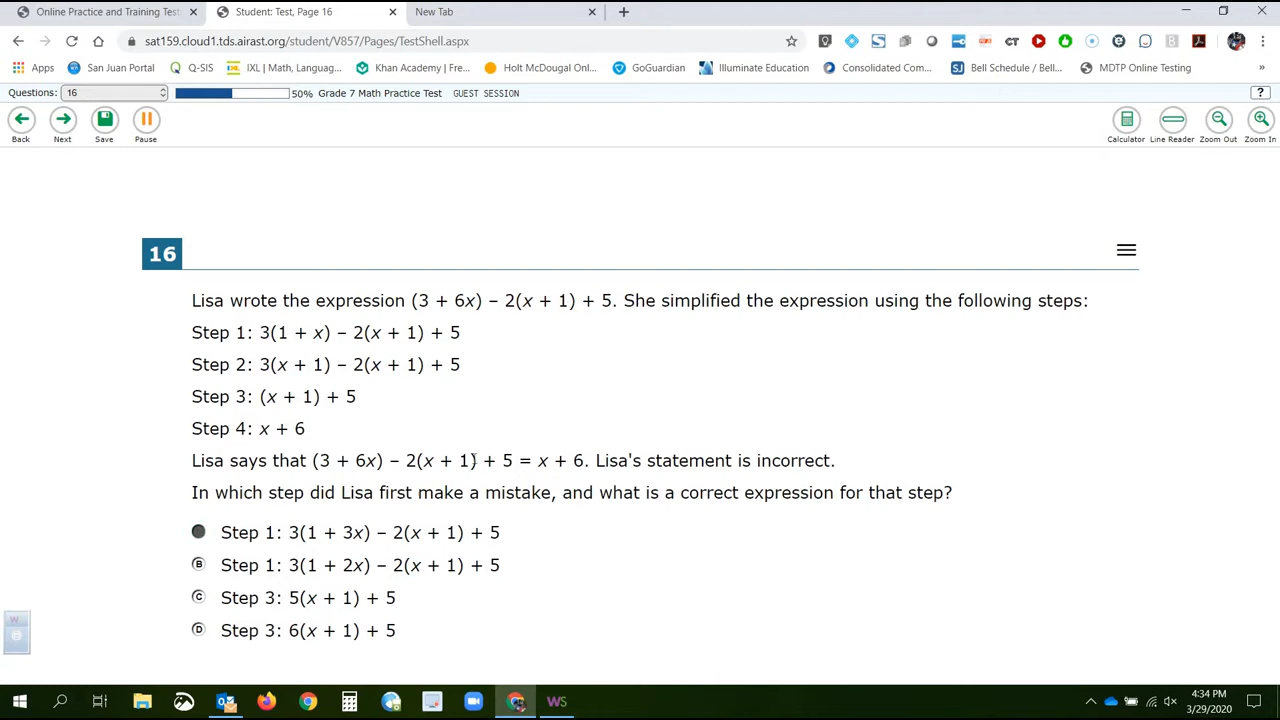 Online Practice and Training Test
Student: Test, Page 16
New Tab
sat159.cloud1.tds.airast.org/student/V857/Pages/TestShell.aspx
Apps San Juan Portal Q-SIS IXL | Math, Languag... Khan Academy | Fre... Holt McDougal Onl... GoGuardian Illuminate Education Consolidated Com... Bell Schedule / Bell... MDTP Online Testing »
Questions: 16 50% Grade 7 Math Practice Test GUEST SESSION ?
Back Next Save Pause Calculator Line Reader Zoom Out Zoom In
16
Lisa wrote the expression (3 + 6x) – 2(x + 1) + 5. She simplified the expression using the following steps:
Step 1: 3(1 + x) – 2(x + 1) + 5
Step 2: 3(x + 1) – 2(x + 1) + 5
Step 3: (x + 1) + 5
Step 4: x + 6
Lisa says that (3 + 6x) – 2(x + 1) + 5 = x + 6. Lisa's statement is incorrect.
In which step did Lisa first make a mistake, and what is a correct expression for that step?
Step 1: 3(1 + 3x) – 2(x + 1) + 5
B Step 1: 3(1 + 2x) – 2(x + 1) + 5
C Step 3: 5(x + 1) + 5
D Step 3: 6(x + 1) + 5
W...
WS
4:34 PM
3/29/2020